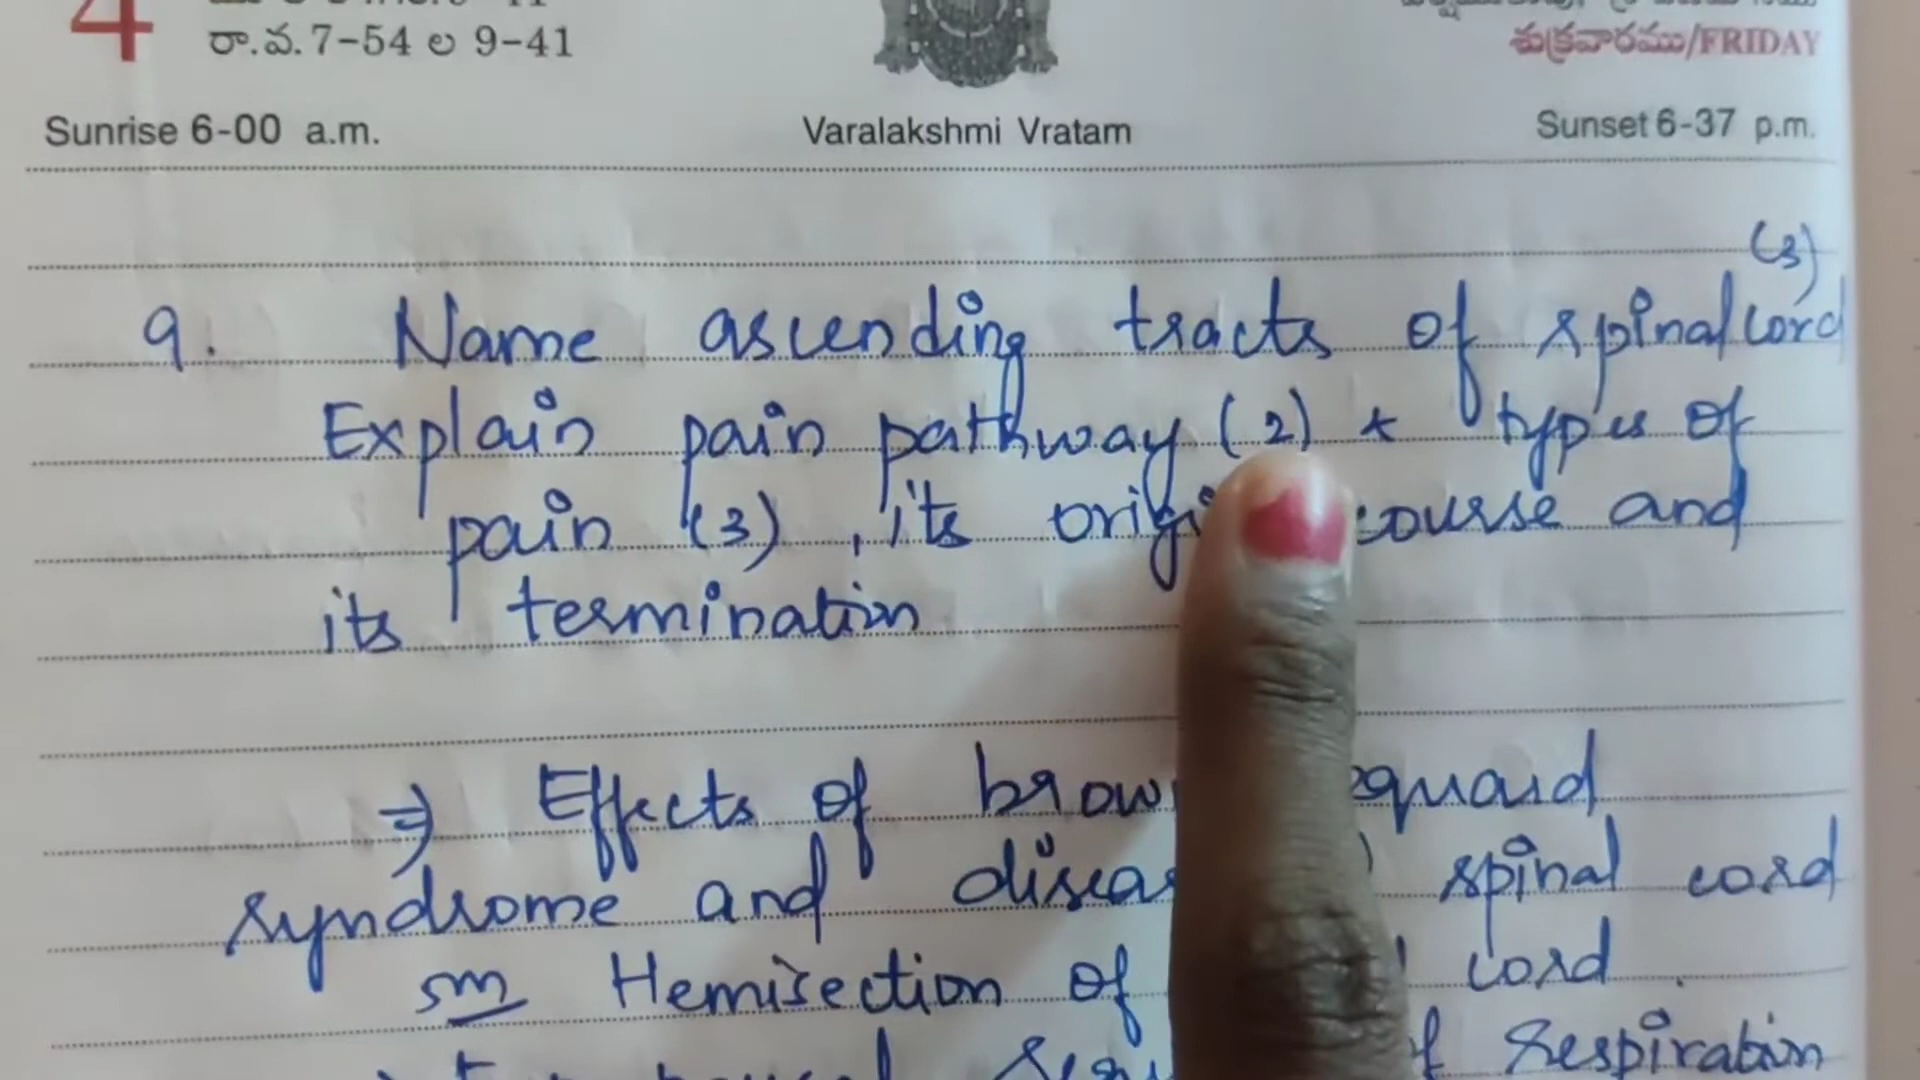 4
రా.వ. 7-54 ల 9-41
శుక్రవారము/FRIDAY
Sunrise 6-00 a.m.
Varalakshmi Vratam
Sunset 6-37 p.m.
(3)
9. Name ascending tracts of spinal cord
Explain pain pathway (2) * types of
pain (3), its course and
its termination
⇒ Effects of
syndrome and spinal cord
sm Hemisection of cord.
respiration